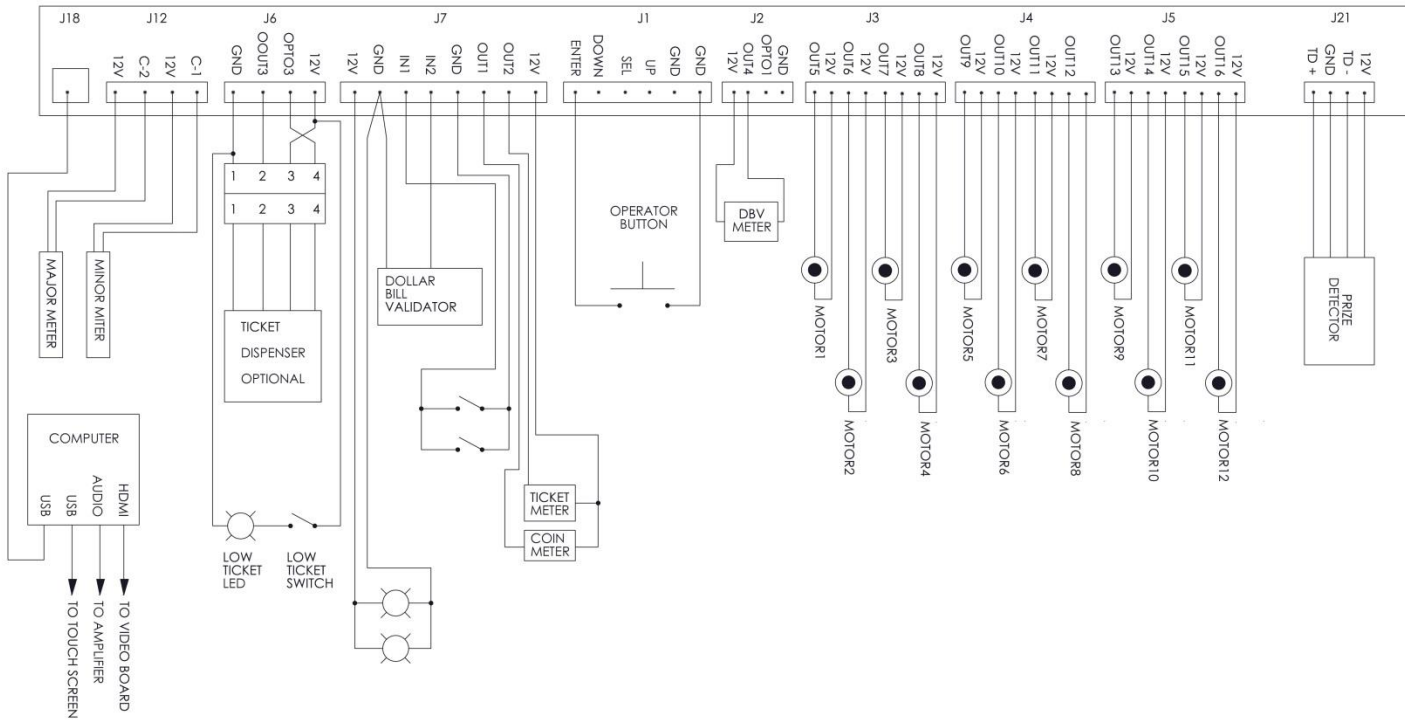 J18
J12
J6
J7
J1
J2
J3
J4
J5
J21
12V
C-2
12V
C-1
GND
OOUT3
OPTO3
12V
12V
GND
IN1
IN2
GND
OUT1
OUT2
12V
ENTER
DOWN
SEL
UP
GND
GND
12V
OUT4
OPTO1
GND
OUT5
12V
OUT6
12V
OUT7
12V
OUT8
12V
OUT9
12V
OUT10
12V
OUT11
12V
OUT12
OUT13
12V
OUT14
12V
OUT15
12V
OUT16
12V
TD +
GND
TD -
12V
1 2 3 4
1 2 3 4
MAJOR METER
MINOR MITER
TICKET
DISPENSER
OPTIONAL
DOLLAR
BILL
VALIDATOR
OPERATOR
BUTTON
DBV
METER
MOTOR1
MOTOR2
MOTOR3
MOTOR4
MOTOR5
MOTOR6
MOTOR7
MOTOR8
MOTOR9
MOTOR10
MOTOR11
MOTOR12
PRIZE
DETECTOR
COMPUTER
USB
USB
AUDIO
HDMI
TO TOUCH SCREEN
TO AMPLIFIER
TO VIDEO BOARD
LOW
TICKET
LED
LOW
TICKET
SWITCH
TICKET
METER
COIN
METER